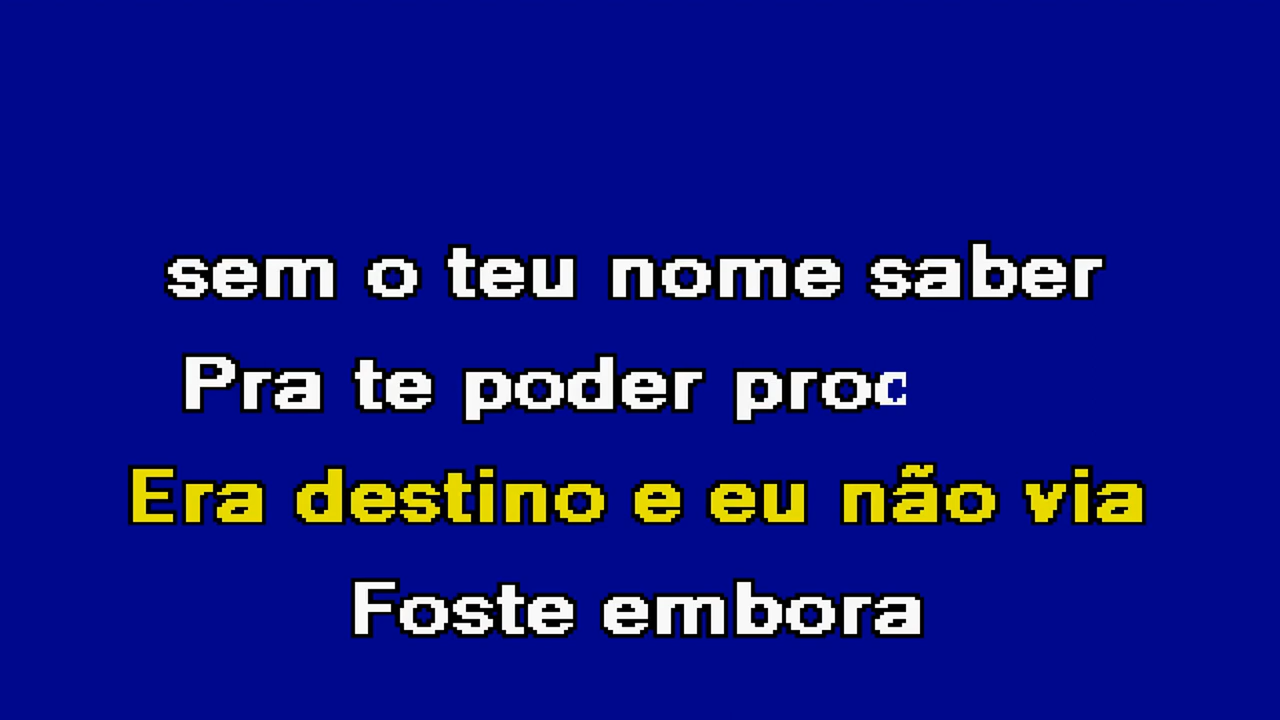 sem o teu nome saber
Pra te poder proc
Era destino e eu não via
Foste embora